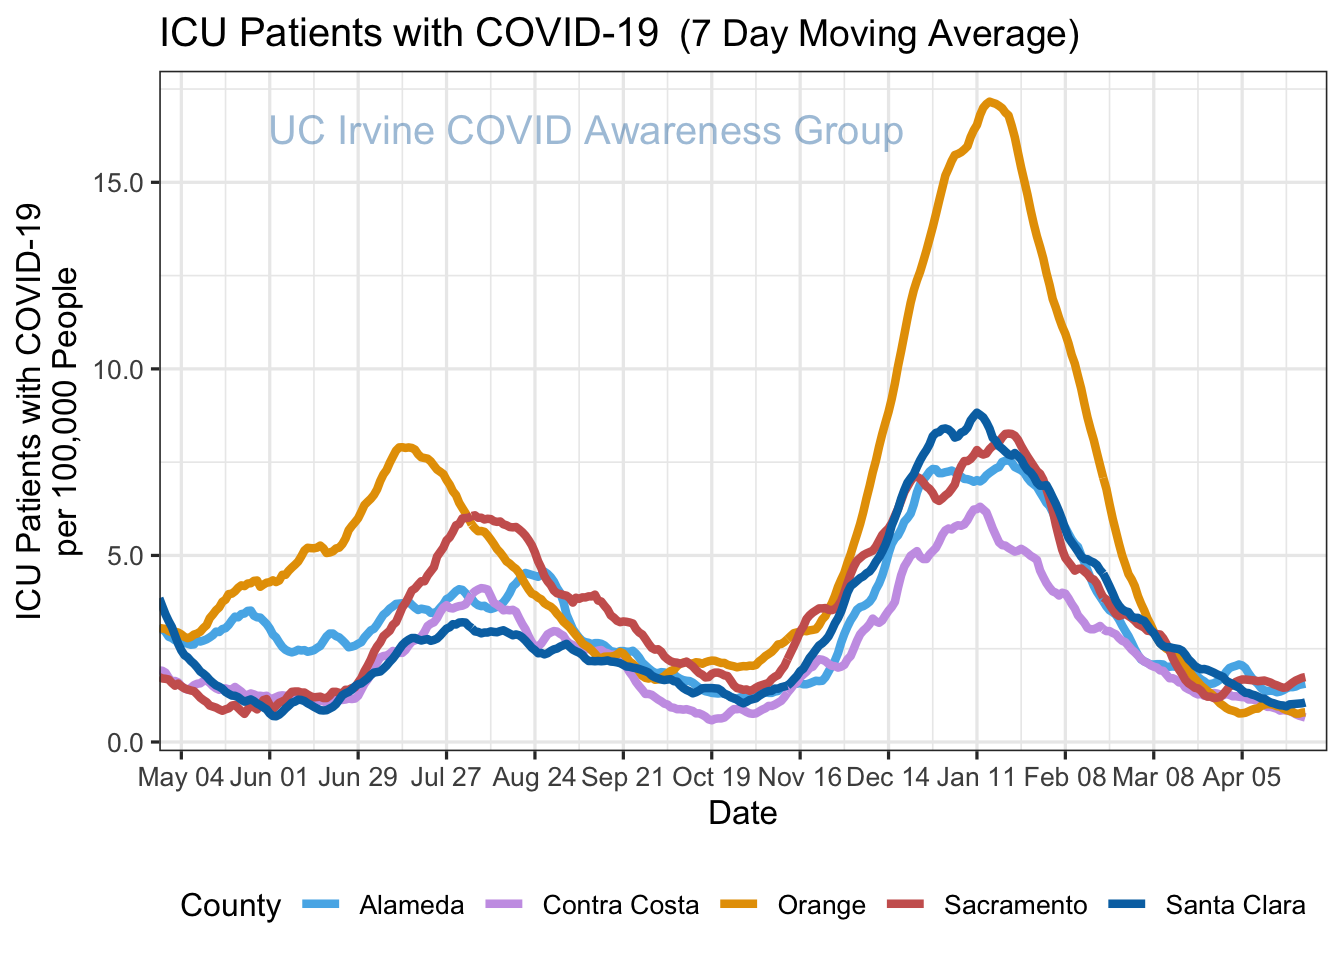 ICU Patients with COVID-19 (7 Day Moving Average)
UC Irvine COVID Awareness Group
ICU Patients with COVID-19
per 100,000 People
15.0
10.0
5.0
0.0
May 04 Jun 01 Jun 29 Jul 27 Aug 24 Sep 21 Oct 19 Nov 16 Dec 14 Jan 11 Feb 08 Mar 08 Apr 05
Date
County Alameda Contra Costa Orange Sacramento Santa Clara